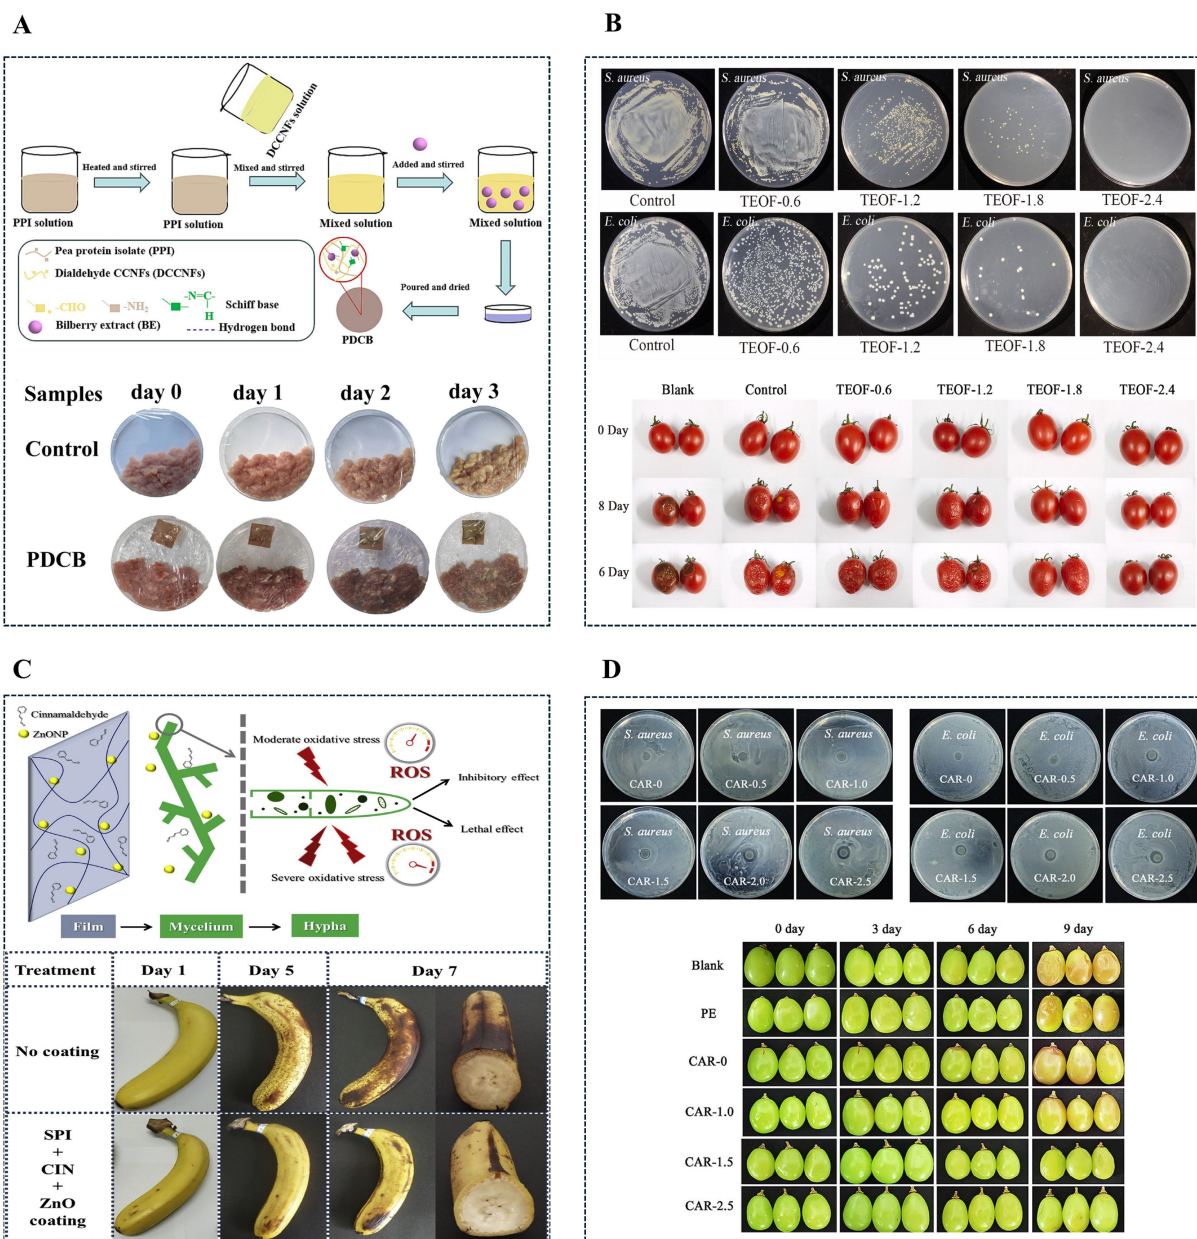 A
DCCNFs solution
Heated and stirred
Mixed and stirred
Added and stirred
PPI solution
PPI solution
Mixed solution
Mixed solution
Pea protein isolate (PPI)
Dialdehyde CCNFs (DCCNFs)
-CHO
-NH2
-N=C-
H
Schiff base
Bilberry extract (BE)
Hydrogen bond
Poured and dried
PDCB
Samples day 0 day 1 day 2 day 3
Control
PDCB
B
S. aureus S. aureus S. aureus S. aureus S. aureus
Control TEOF-0.6 TEOF-1.2 TEOF-1.8 TEOF-2.4
E. coli E. coli E. coli E. coli E. coli
Control TEOF-0.6 TEOF-1.2 TEOF-1.8 TEOF-2.4
Blank Control TEOF-0.6 TEOF-1.2 TEOF-1.8 TEOF-2.4
0 Day
8 Day
6 Day
C
Cinnamaldehyde
ZnONP
Moderate oxidative stress
ROS
Inhibitory effect
Lethal effect
ROS
Severe oxidative stress
Film Mycelium Hypha
Treatment Day 1 Day 5 Day 7
No coating
SPI
+
CIN
+
ZnO
coating
D
S. aureus S. aureus S. aureus
CAR-0 CAR-0.5 CAR-1.0
S. aureus S. aureus S. aureus
CAR-1.5 CAR-2.0 CAR-2.5
E. coli E. coli E. coli
CAR-0 CAR-0.5 CAR-1.0
E. coli E. coli E. coli
CAR-1.5 CAR-2.0 CAR-2.5
0 day 3 day 6 day 9 day
Blank
PE
CAR-0
CAR-1.0
CAR-1.5
CAR-2.5